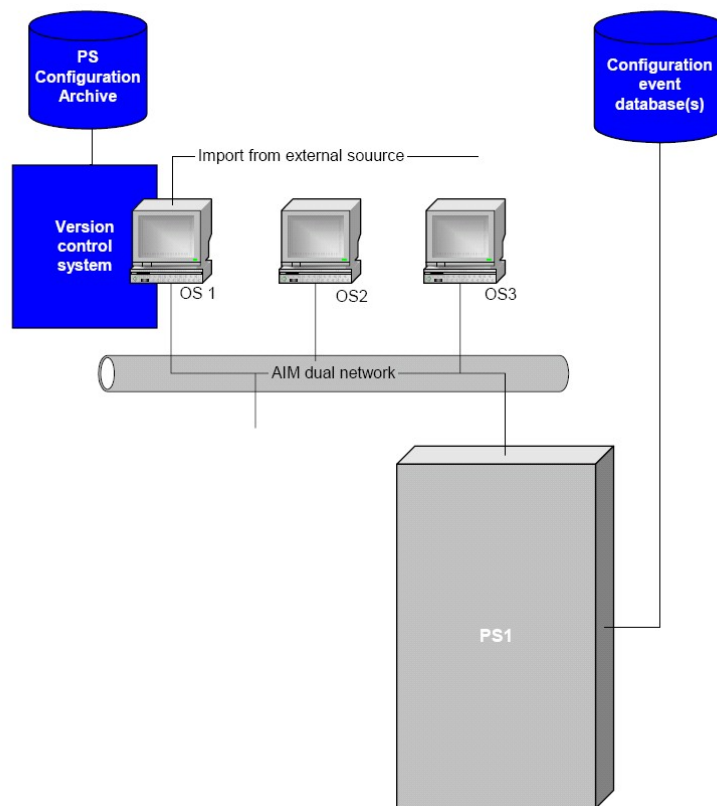 PS
Configuration
Archive
Configuration
event
database(s)
Import from external souurce
Version
control
system
OS 1
OS2
OS3
AIM dual network
PS1